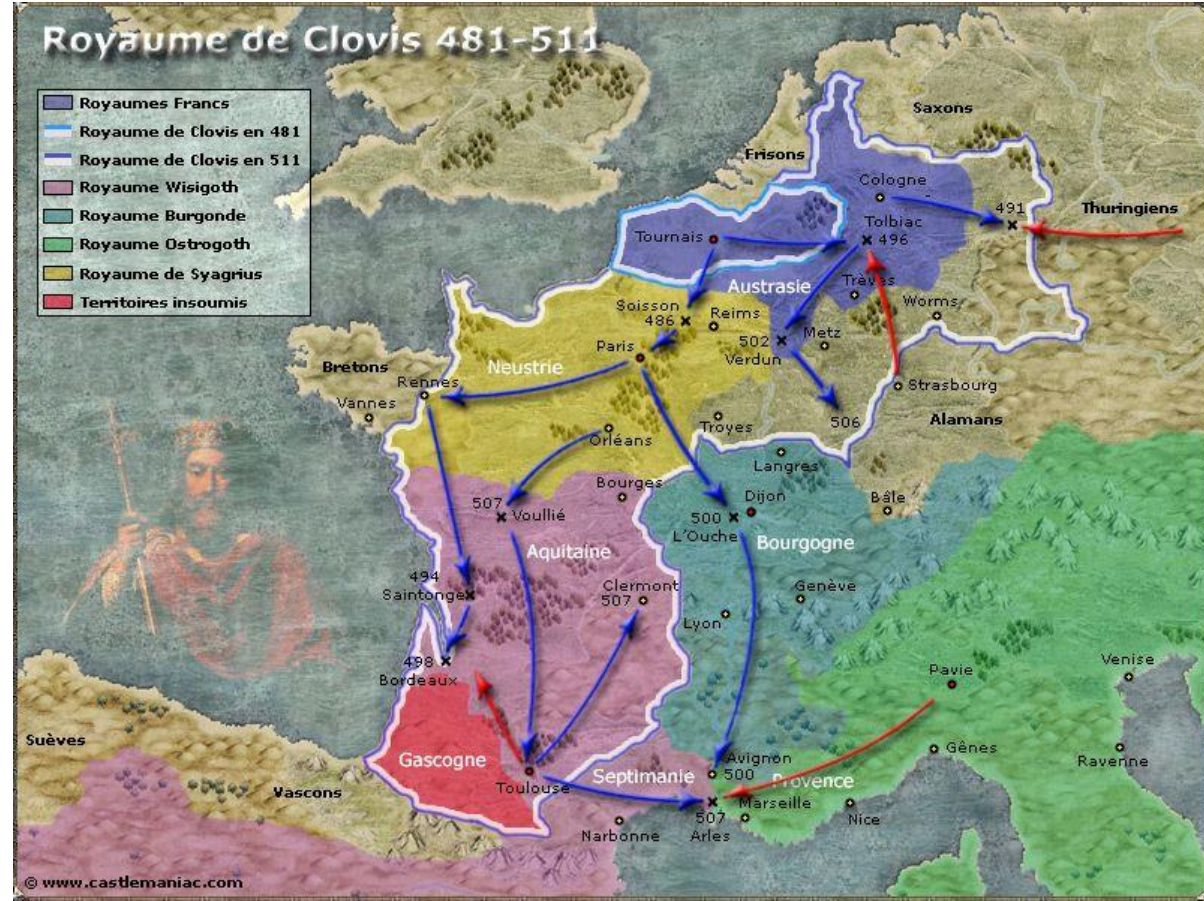 Royaume de Clovis 481-511
Royaumes Francs
Royaume de Clovis en 481
Royaume de Clovis en 511
Royaume Wisigoth
Royaume Burgonde
Royaume Ostrogoth
Royaume de Syagrius
Territoires insoumis
Saxons
Frisons
Cologne
491
Thuringiens
Tolbiac
496
Tournais
Austrasie
Trèves
Worms
Soisson
486
Reims
Metz
502
Verdun
Paris
Neustrie
Bretons
Rennes
Vannes
Strasbourg
506
Alamans
Troyes
Orléans
Langres
Bourges
Bâle
507
Voullié
Dijon
500
L'Ouche
Bourgogne
Aquitaine
494
Saintonge
Clermont
507
Genève
Lyon
498
Bordeaux
Pavie
Venise
Suèves
Gascogne
Vascons
Toulouse
Septimanie
Avignon
500
Provence
Gênes
Ravenne
Marseille
Nice
Narbonne
507
Arles
© www.castlemaniac.com